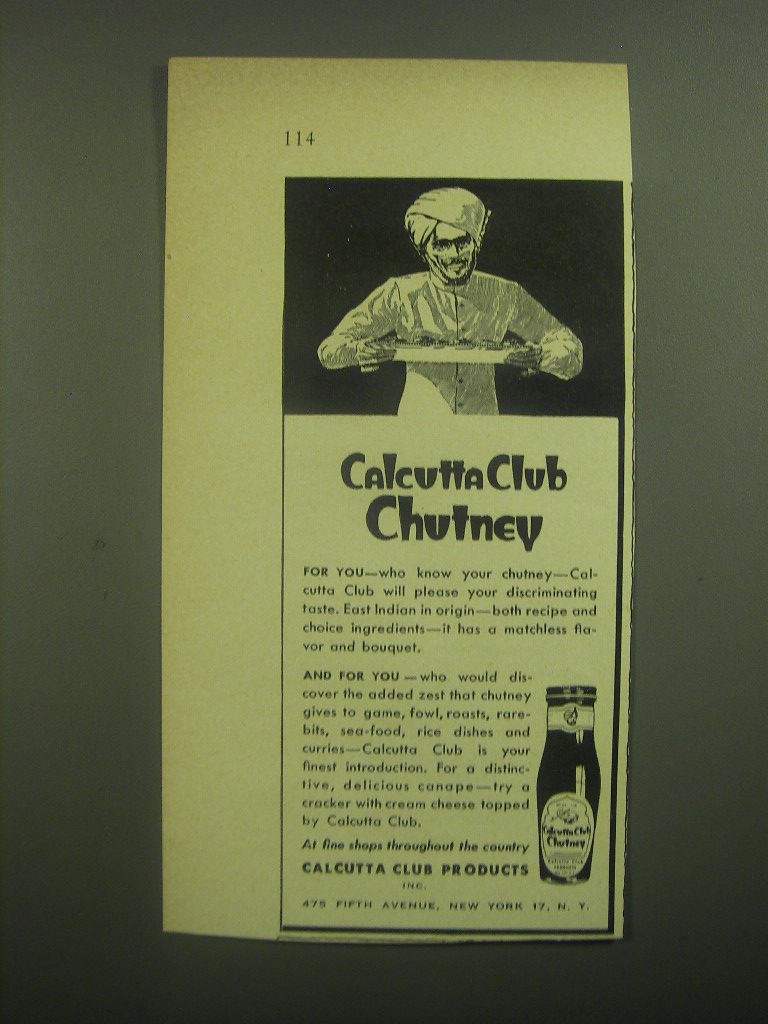 114
Calcutta Club
Chutney
FOR YOU—who know your chutney—Cal-
cutta Club will please your discriminating
taste. East Indian in origin—both recipe and
choice ingredients—it has a matchless fla-
vor and bouquet.
AND FOR YOU—who would dis-
cover the added zest that chutney
gives to game, fowl, roasts, rare-
bits, sea-food, rice dishes and
curries—Calcutta Club is your
finest introduction. For a distinc-
tive, delicious canape—try a
cracker with cream cheese topped
by Calcutta Club.
At fine shops throughout the country
CALCUTTA CLUB PRODUCTS
INC.
475 FIFTH AVENUE, NEW YORK 17, N. Y.
Calcutta Club
Chutney
Calcutta Club
PRODUCTS